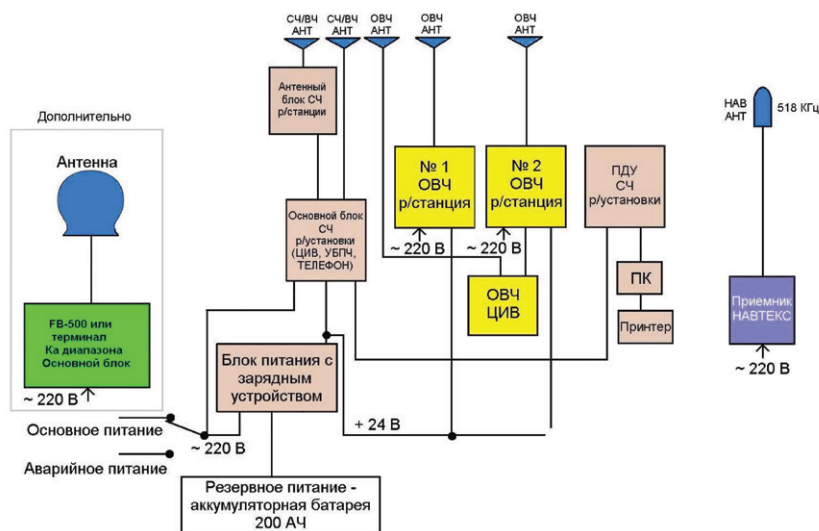 СЧ/ВЧ
АНТ
СЧ/ВЧ
АНТ
ОВЧ
АНТ
ОВЧ
АНТ
ОВЧ
АНТ
Антенный
блок СЧ
р/станции
НАВ
АНТ
518 КГц
Дополнительно
Антенна
№ 1
ОВЧ
р/станция
№ 2
ОВЧ
р/станция
ПДУ
СЧ
р/установки
Основной блок
СЧ
р/установки
(ЦИВ, УБПЧ,
ТЕЛЕФОН)
~ 220 В
~ 220 В
ОВЧ
ЦИВ
ПК
Принтер
Приемник
НАВТЕКС
~ 220 В
FB-500 или
терминал
Ка диапазона
Основной блок
~ 220 В
Блок питания с
зарядным
устройством
Основное питание
~ 220 В
+ 24 В
Аварийное питание
Резервное питание -
аккумуляторная батарея
200 АЧ